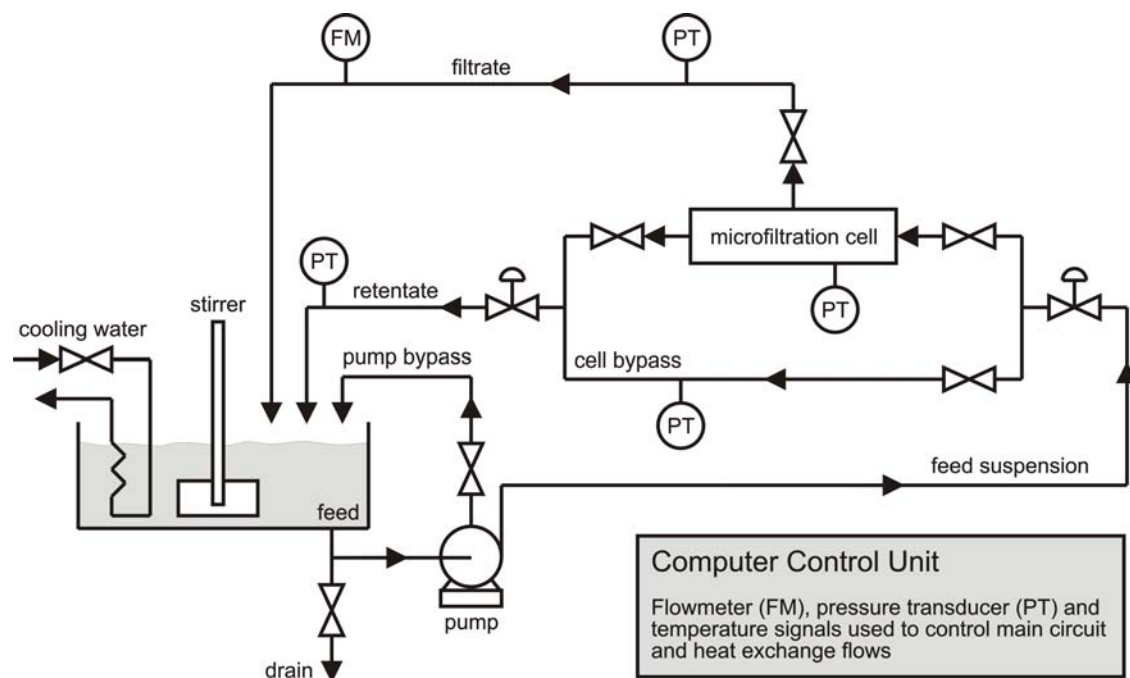 FM
PT
filtrate
microfiltration cell
PT
PT
retentate
stirrer
cooling water
pump bypass
cell bypass
PT
feed suspension
feed
pump
drain
Computer Control Unit
Flowmeter (FM), pressure transducer (PT) and
temperature signals used to control main circuit
and heat exchange flows